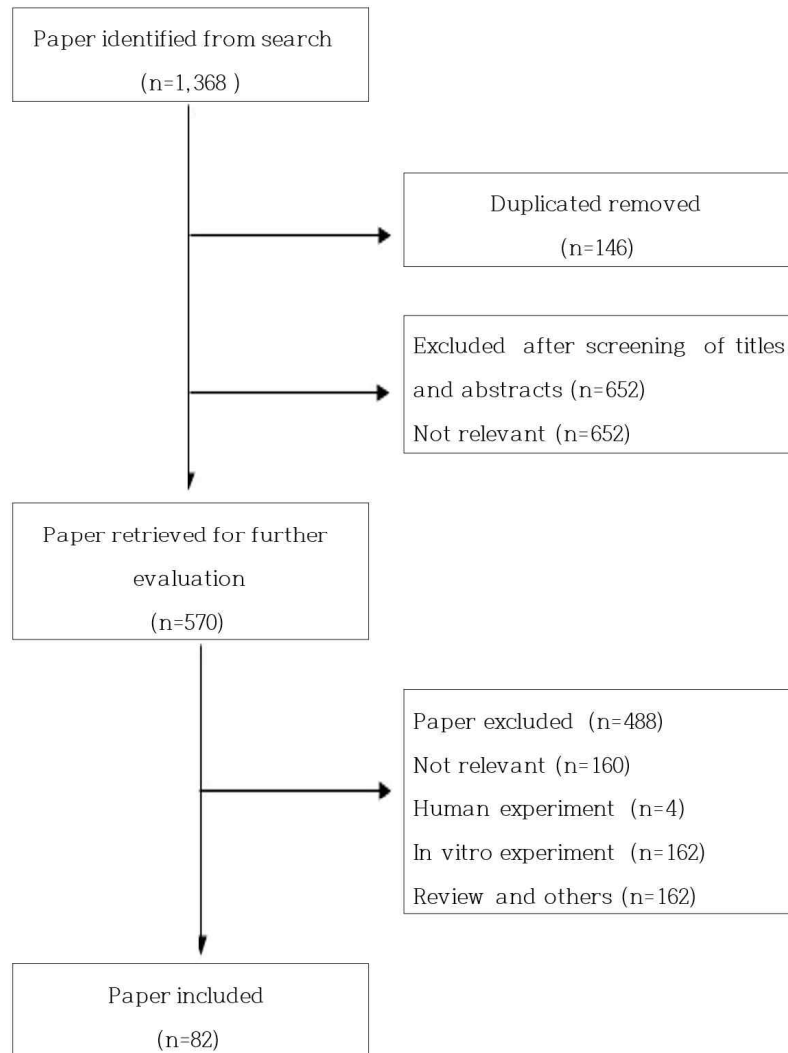 Paper identified from search
(n=1,368 )
Duplicated removed
(n=146)
Excluded after screening of titles
and abstracts (n=652)
Not relevant (n=652)
Paper retrieved for further
evaluation
(n=570)
Paper excluded (n=488)
Not relevant (n=160)
Human experiment (n=4)
In vitro experiment (n=162)
Review and others (n=162)
Paper included
(n=82)